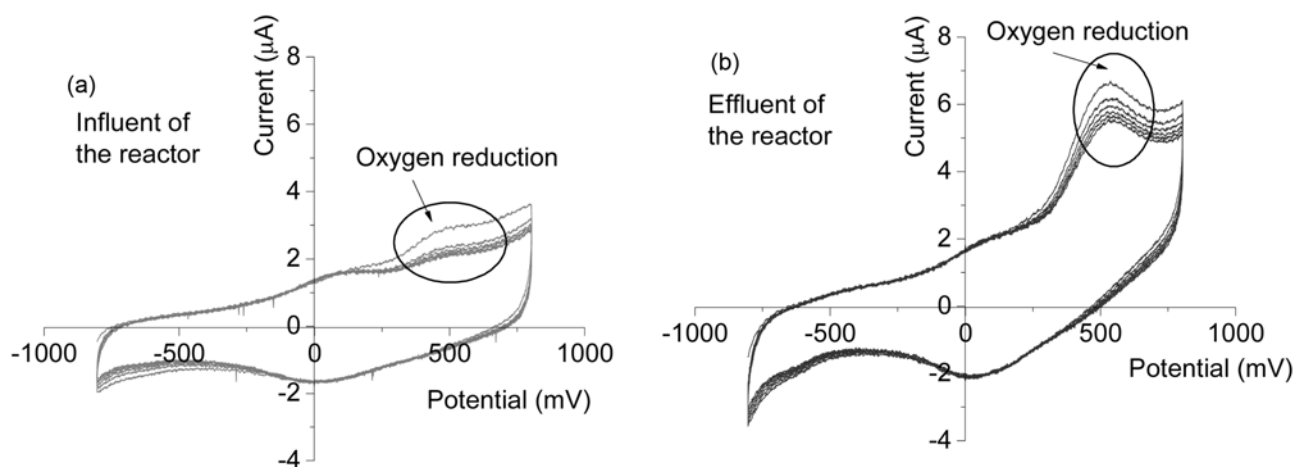 (a)
Influent of
the reactor
Current (μA)
8
6
4
2
0
-2
-4
-1000
-500
0
500
1000
Potential (mV)
Oxygen reduction
(b)
Effluent of
the reactor
Current (μA)
8
6
4
2
0
-2
-4
-1000
-500
0
500
1000
Potential (mV)
Oxygen reduction